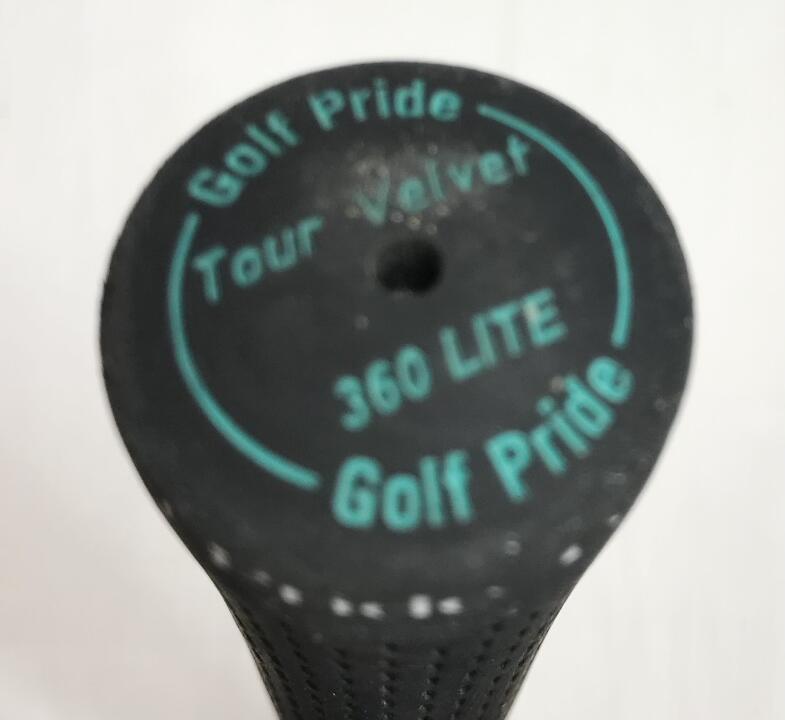 Golf Pride
Tour Velvet
360 LITE
Golf Pride